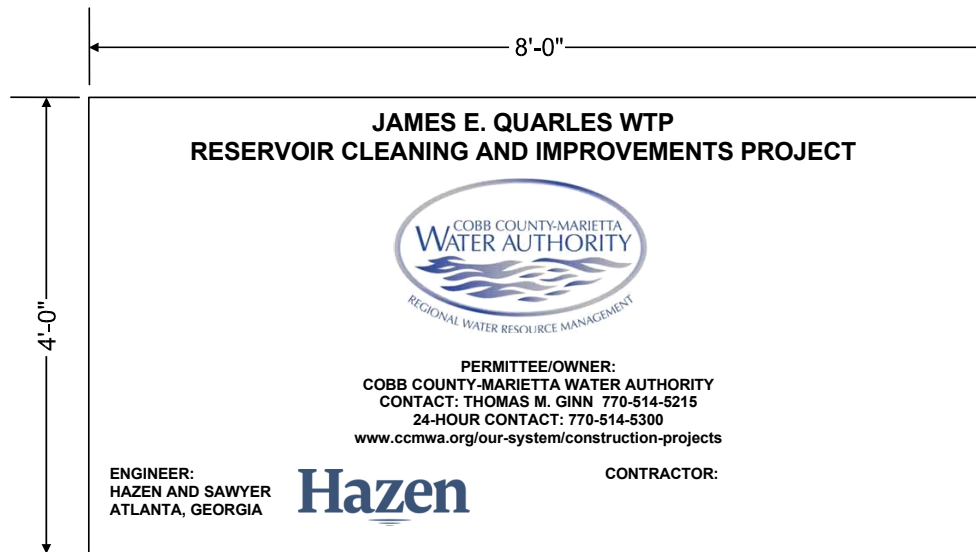 8'-0"
4'-0"
JAMES E. QUARLES WTP
RESERVOIR CLEANING AND IMPROVEMENTS PROJECT
COBB COUNTY-MARIETTA
WATER AUTHORITY
REGIONAL WATER RESOURCE MANAGEMENT
PERMITTEE/OWNER:
COBB COUNTY-MARIETTA WATER AUTHORITY
CONTACT: THOMAS M. GINN 770-514-5215
24-HOUR CONTACT: 770-514-5300
www.ccmwa.org/our-system/construction-projects
ENGINEER:
HAZEN AND SAWYER
ATLANTA, GEORGIA
Hazen
CONTRACTOR: